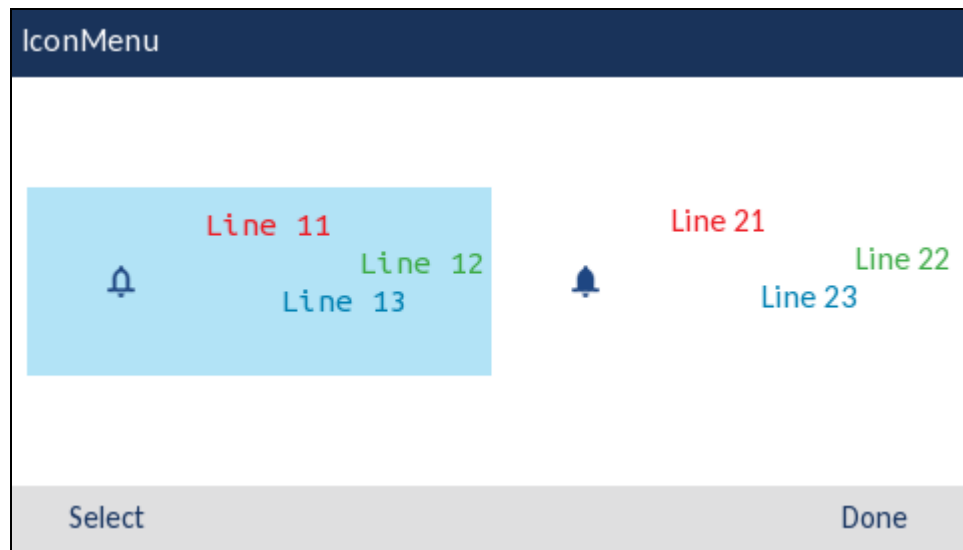 IconMenu
Line 11
Line 12
Line 13
Line 21
Line 22
Line 23
Select
Done